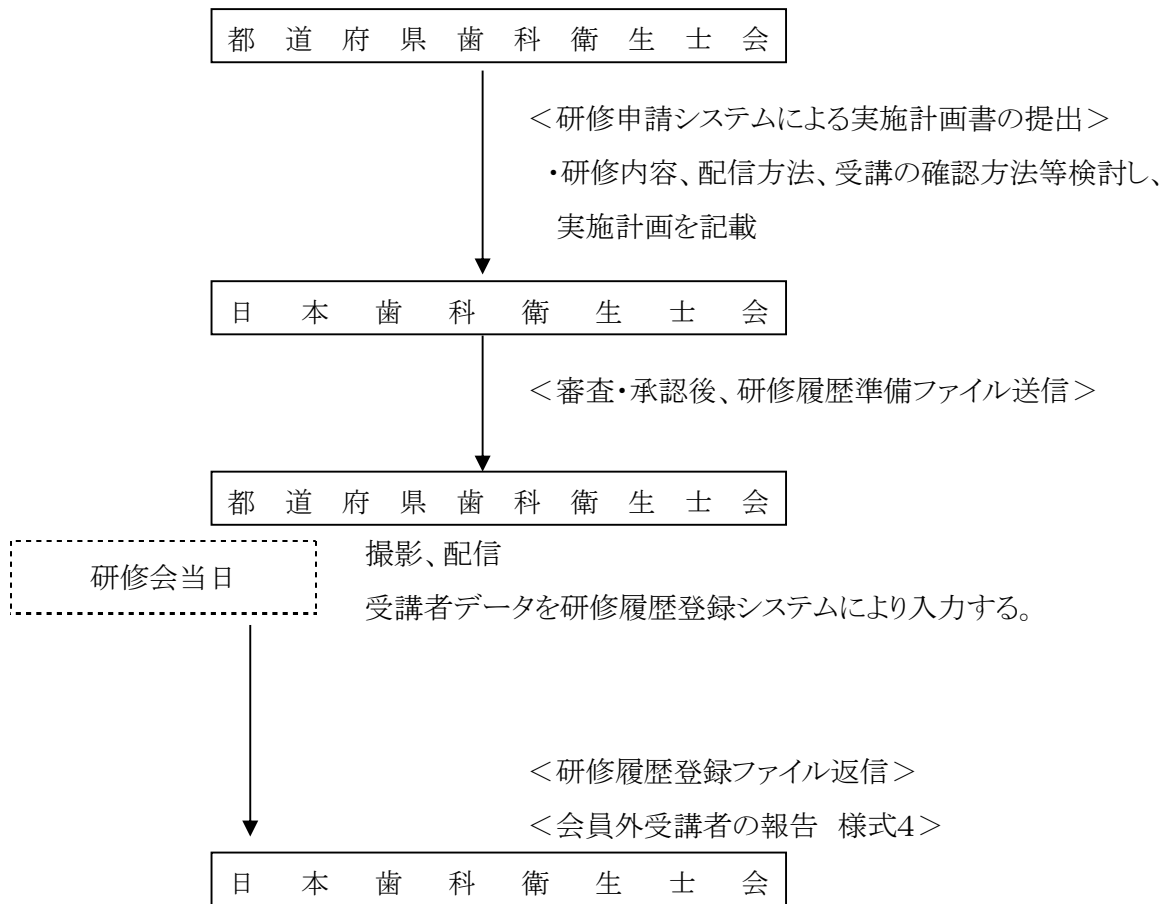 都道府県歯科衛生士会
＜研修申請システムによる実施計画書の提出＞
・研修内容、配信方法、受講の確認方法等検討し、
実施計画を記載
日本歯科衛生士会
＜審査・承認後、研修履歴準備ファイル送信＞
都道府県歯科衛生士会
撮影、配信
研修会当日
受講者データを研修履歴登録システムにより入力する。
＜研修履歴登録ファイル返信＞
＜会員外受講者の報告 様式４＞
日本歯科衛生士会